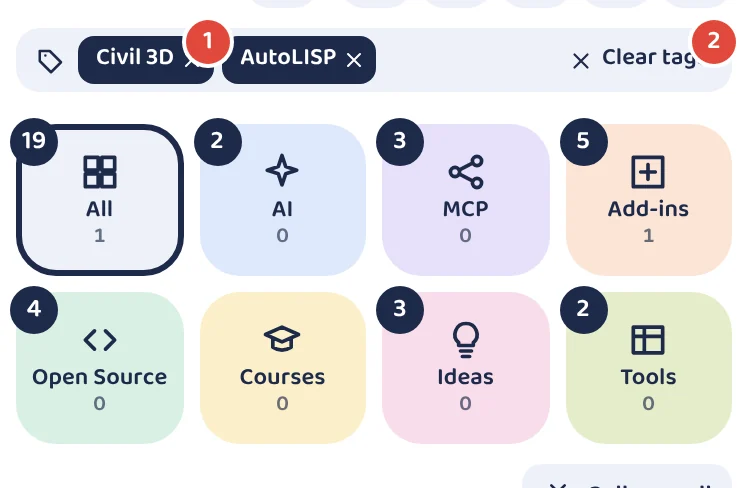 Civil 3D 1 AutoLISP Clear tag 2
19 2 3 5
All AI MCP Add-ins
1 0 0 1
4 3 2
Open Source Courses Ideas Tools
0 0 0 0